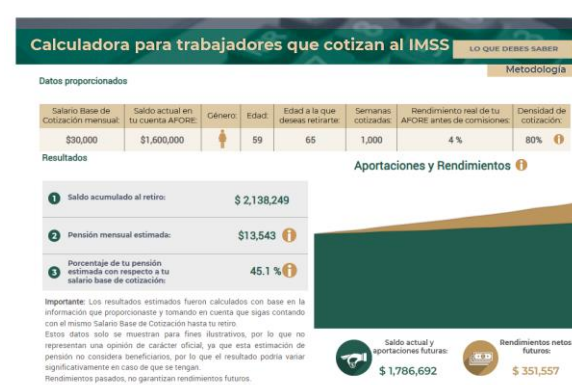 Calculadora para trabajadores que cotizan al IMSS
LO QUE DEBES SABER
Metodología
Datos proporcionados
Salario Base de Cotización mensual:
Saldo actual en tu cuenta AFORE:
Género:
Edad:
Edad a la que deseas retirarte:
Semanas cotizadas:
Rendimiento real de tu AFORE antes de comisiones:
Densidad de cotización:
$30,000
$1,600,000
59
65
1,000
4 %
80%
Resultados
Aportaciones y Rendimientos
1 Saldo acumulado al retiro:
$ 2,138,249
2 Pensión mensual estimada:
$13,543
3 Porcentaje de tu pensión
estimada con respecto a tu
salario base de cotización:
45.1 %
Importante: Los resultados estimados fueron calculados con base en la
información que proporcionaste y tomando en cuenta que sigas contando
con el mismo Salario Base de Cotización hasta tu retiro.
Estos datos solo se muestran para fines ilustrativos, por lo que no
representan una opinión de carácter oficial, ya que esta estimación de
pensión no considera beneficiarios, por lo que el resultado podría variar
significativamente en caso de que se tengan.
Rendimientos pasados, no garantizan rendimientos futuros.
Saldo actual y
aportaciones futuras:
$ 1,786,692
Rendimientos netos
futuros:
$ 351,557